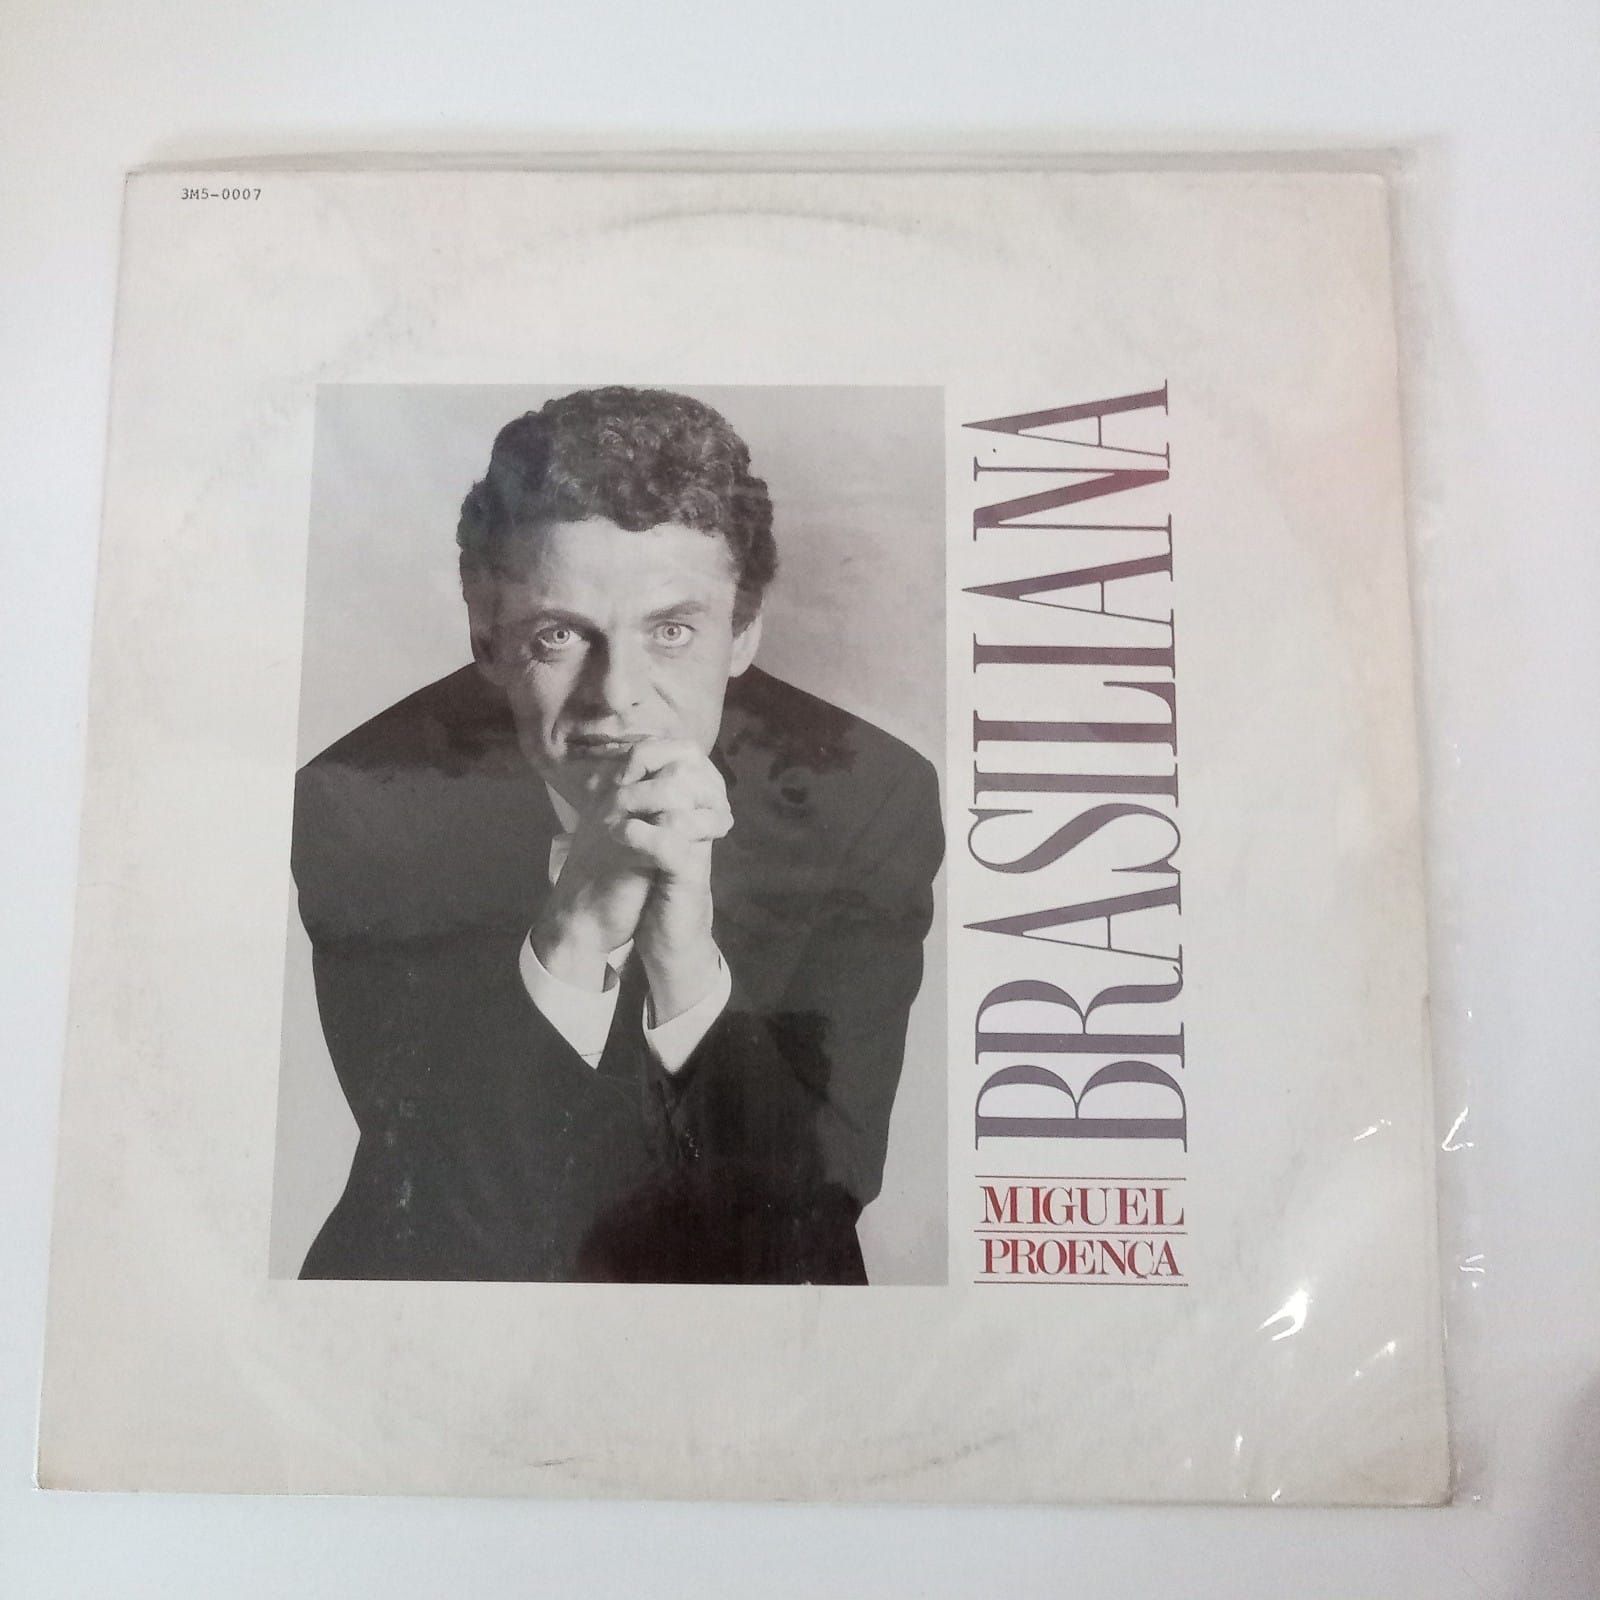 3M5-0007
BRASILIANA
MIGUEL
PROENÇA